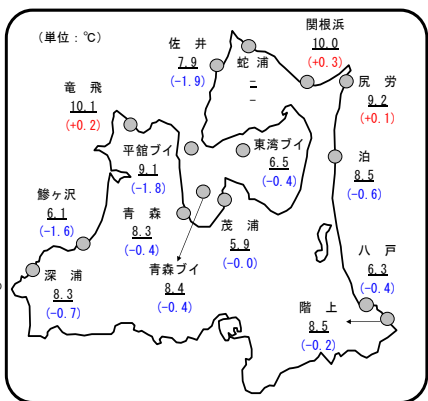 (単位:℃)
関根浜
10.0
(+0.3)
佐井
7.9
(-1.9)
蛇浦
-
-
尻労
9.2
(+0.1)
竜飛
10.1
(+0.2)
平舘ブイ
9.1
(-1.8)
東湾ブイ
6.5
(-0.4)
泊
8.5
(-0.6)
鰺ヶ沢
6.1
(-1.6)
青森
8.3
(-0.4)
茂浦
5.9
(-0.0)
八戸
6.3
(-0.4)
深浦
8.3
(-0.7)
青森ブイ
8.4
(-0.4)
階上
8.5
(-0.2)